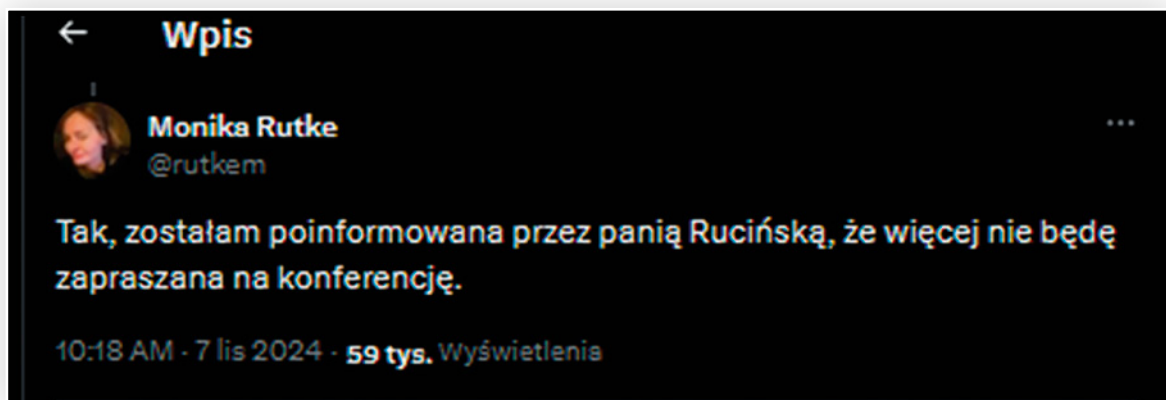 Wpis
Monika Rutke
@rutkem
Tak, zostałam poinformowana przez panią Rucińską, że więcej nie będę
zapraszana na konferencję.
10:18 AM · 7 lis 2024 · 59 tys. Wyświetlenia